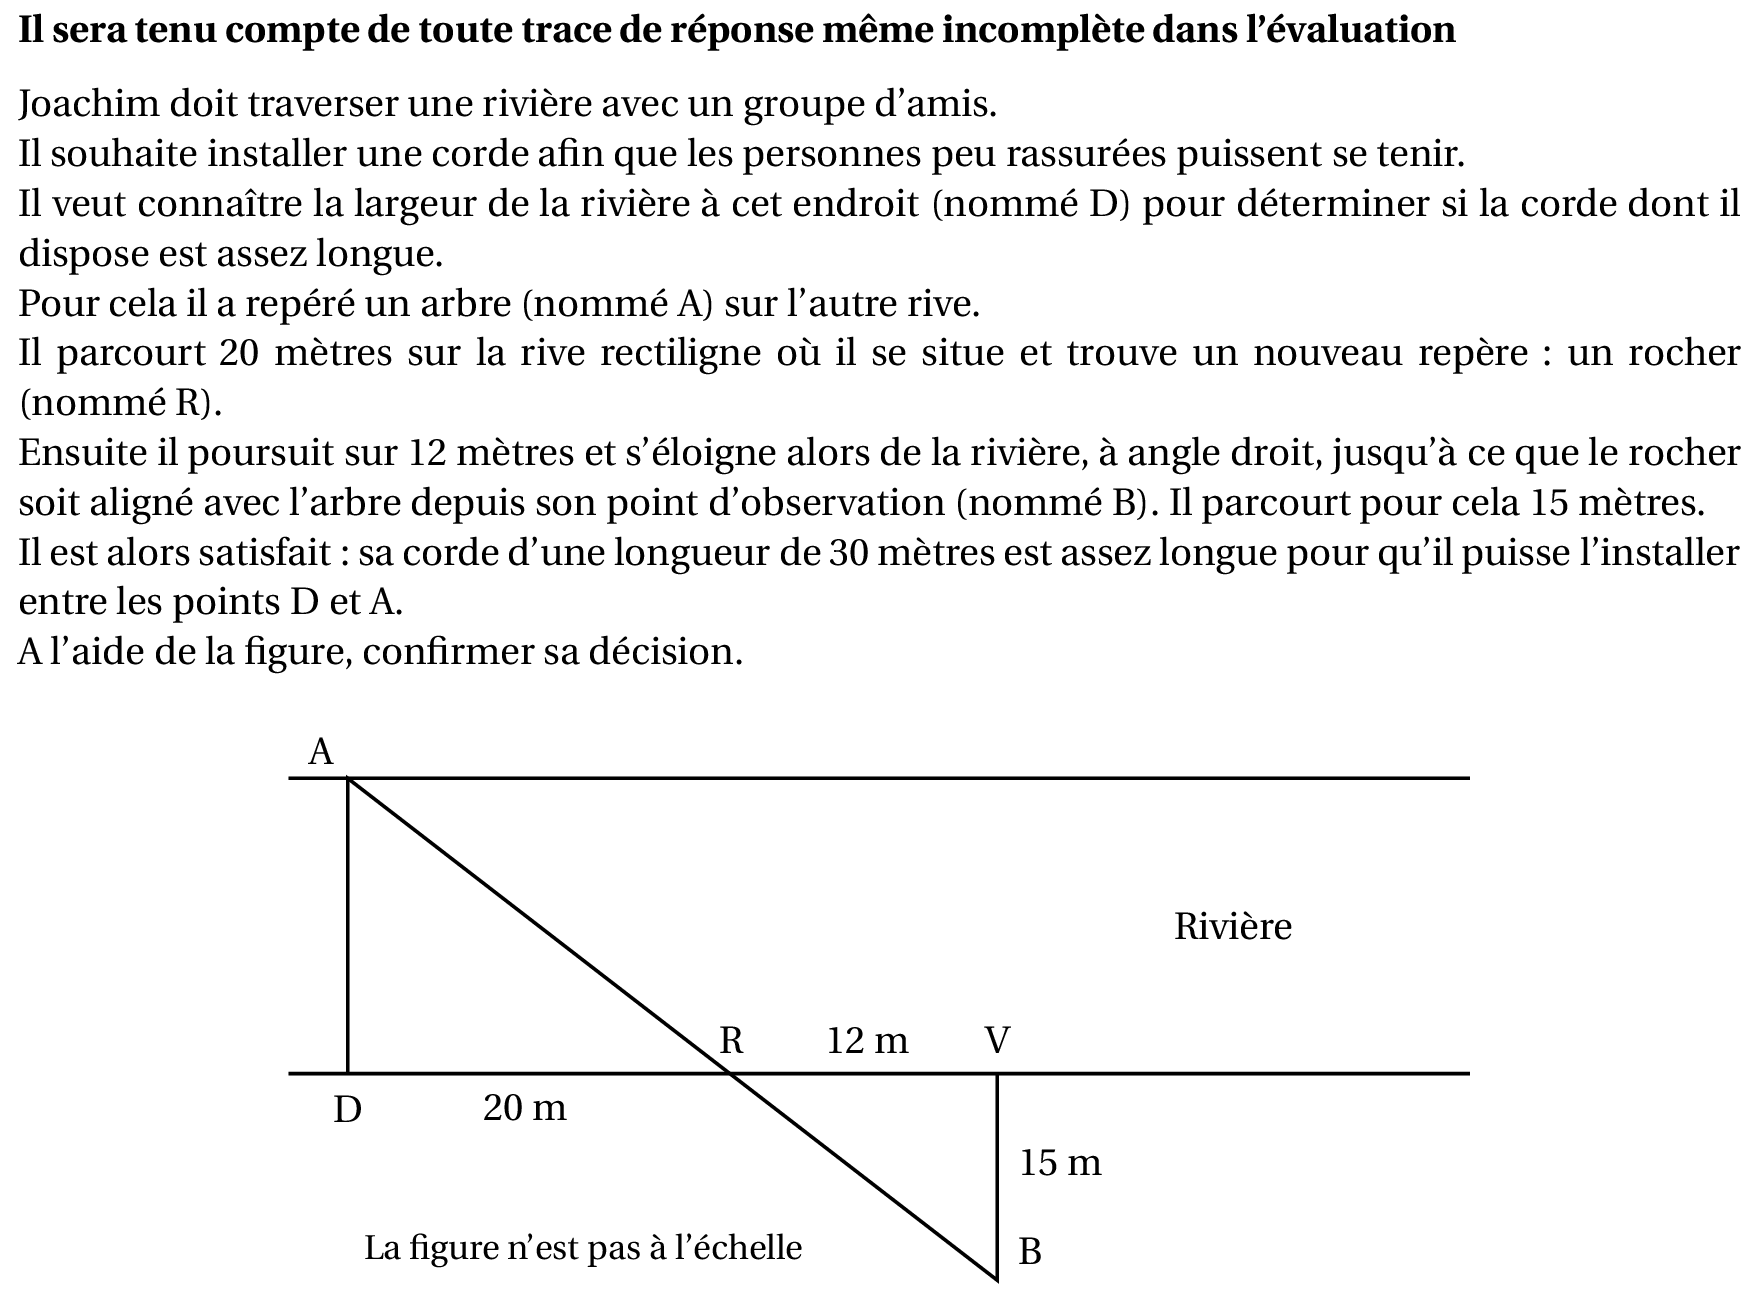 Il sera tenu compte de toute trace de réponse même incomplète dans l’évaluation
Joachim doit traverser une rivière avec un groupe d’amis.
Il souhaite installer une corde afin que les personnes peu rassurées puissent se tenir.
Il veut connaître la largeur de la rivière à cet endroit (nommé D) pour déterminer si la corde dont il
dispose est assez longue.
Pour cela il a repéré un arbre (nommé A) sur l’autre rive.
Il parcourt 20 mètres sur la rive rectiligne où il se situe et trouve un nouveau repère : un rocher
(nommé R).
Ensuite il poursuit sur 12 mètres et s’éloigne alors de la rivière, à angle droit, jusqu’à ce que le rocher
soit aligné avec l’arbre depuis son point d’observation (nommé B). Il parcourt pour cela 15 mètres.
Il est alors satisfait : sa corde d’une longueur de 30 mètres est assez longue pour qu’il puisse l’installer
entre les points D et A.
A l’aide de la figure, confirmer sa décision.
A
Rivière
R 12 m V
D 20 m
15 m
La figure n’est pas à l’échelle B